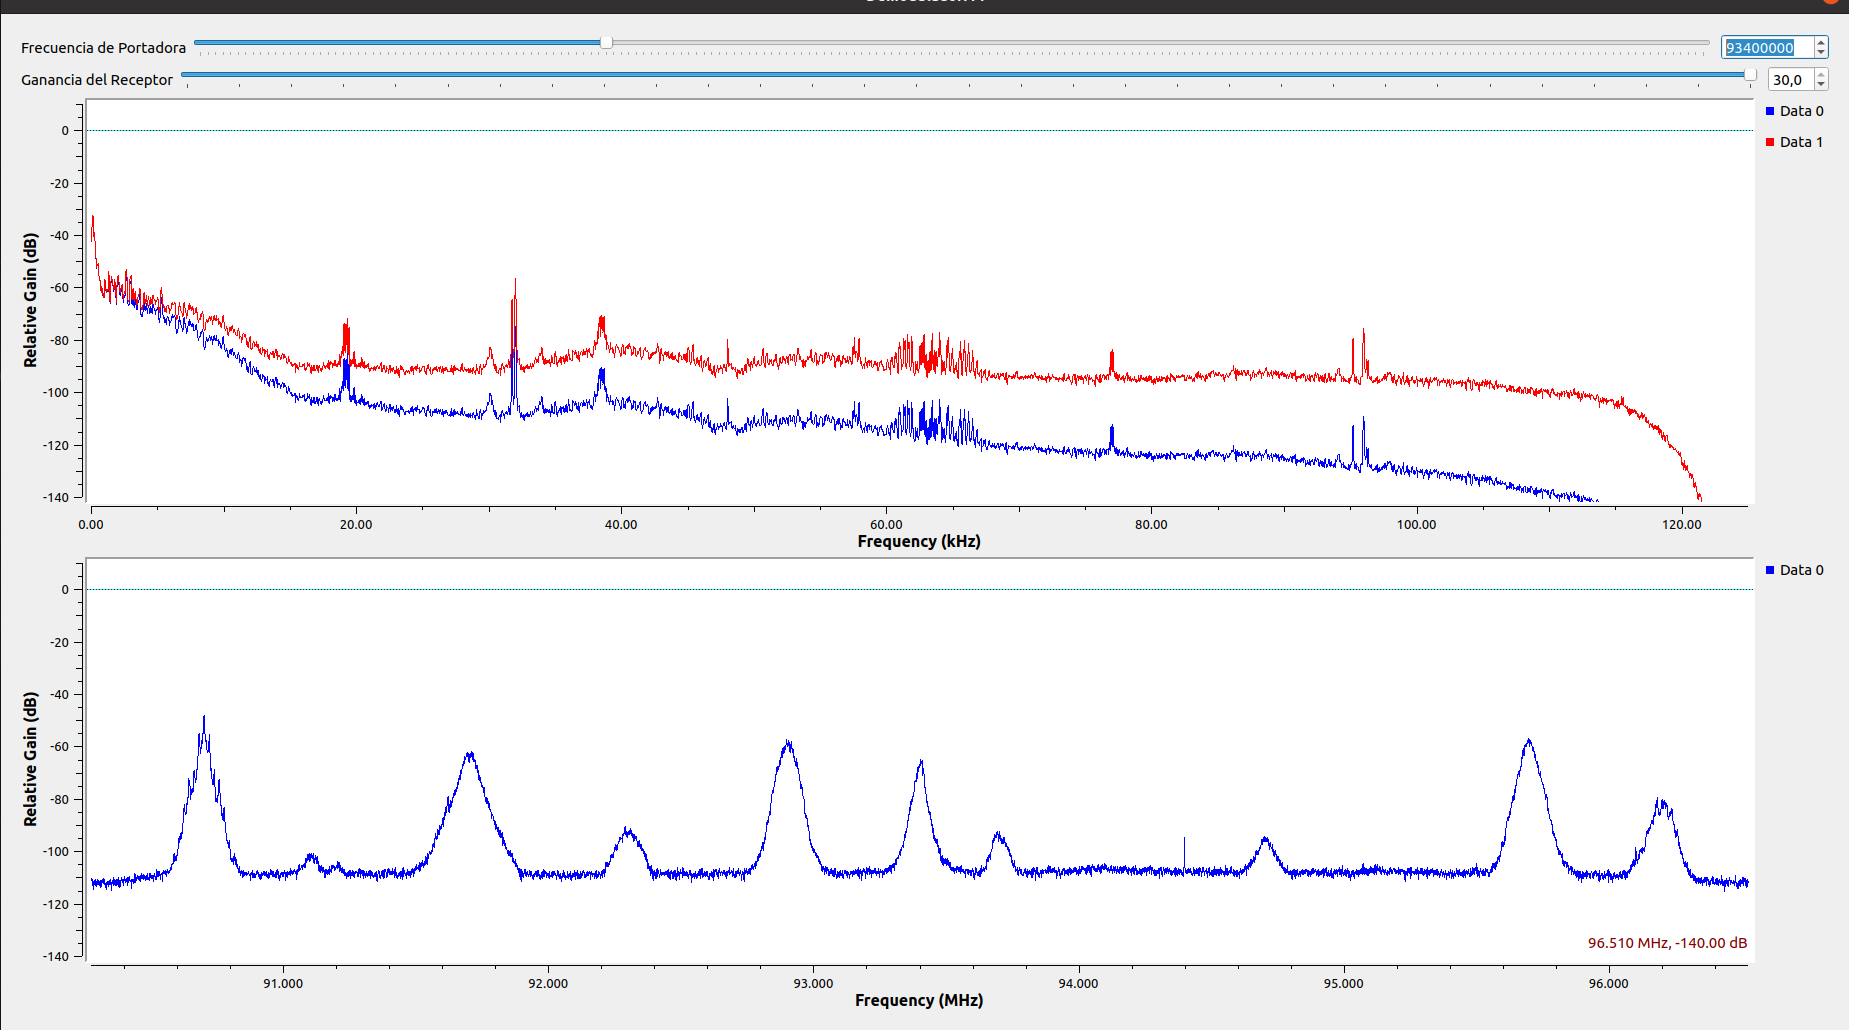 Frecuencia de Portadora 93400000
Ganancia del Receptor 30,0
Data 0
Data 1
Relative Gain (dB)
0
-20
-40
-60
-80
-100
-120
-140
0.00 20.00 40.00 60.00 80.00 100.00 120.00
Frequency (kHz)
Data 0
Relative Gain (dB)
0
-20
-40
-60
-80
-100
-120
-140
96.510 MHz, -140.00 dB
91.000 92.000 93.000 94.000 95.000 96.000
Frequency (MHz)